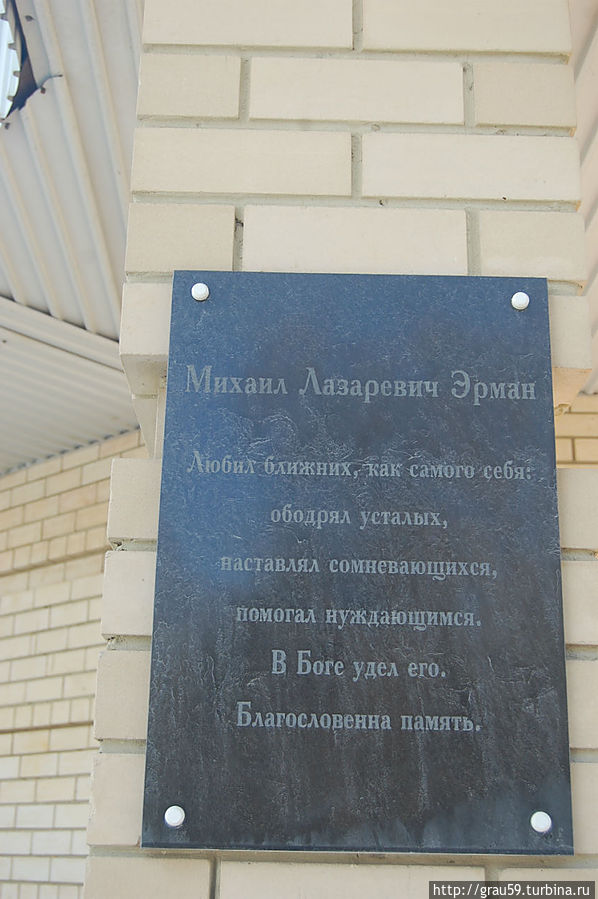 Михаил Лазаревич Эрман
Любил ближних, как самого себя:
ободрял усталых,
наставлял сомневающихся,
помогал нуждающимся.
В Боге удел его.
Благословенна память.
http://grau59.turbina.ru/